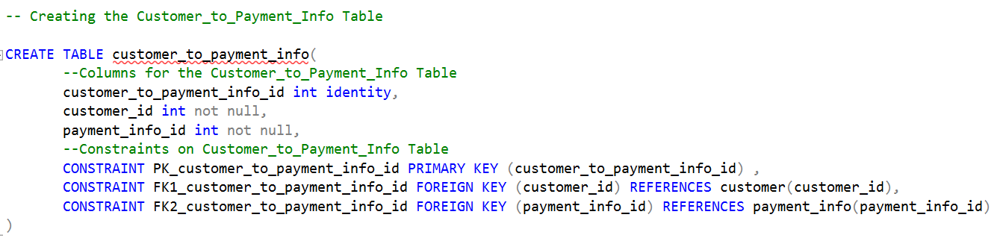 -- Creating the Customer_to_Payment_Info Table
CREATE TABLE customer_to_payment_info(
--Columns for the Customer_to_Payment_Info Table
customer_to_payment_info_id int identity,
customer_id int not null,
payment_info_id int not null,
--Constraints on Customer_to_Payment_Info Table
CONSTRAINT PK_customer_to_payment_info_id PRIMARY KEY (customer_to_payment_info_id) ,
CONSTRAINT FK1_customer_to_payment_info_id FOREIGN KEY (customer_id) REFERENCES customer(customer_id),
CONSTRAINT FK2_customer_to_payment_info_id FOREIGN KEY (payment_info_id) REFERENCES payment_info(payment_info_id)
)